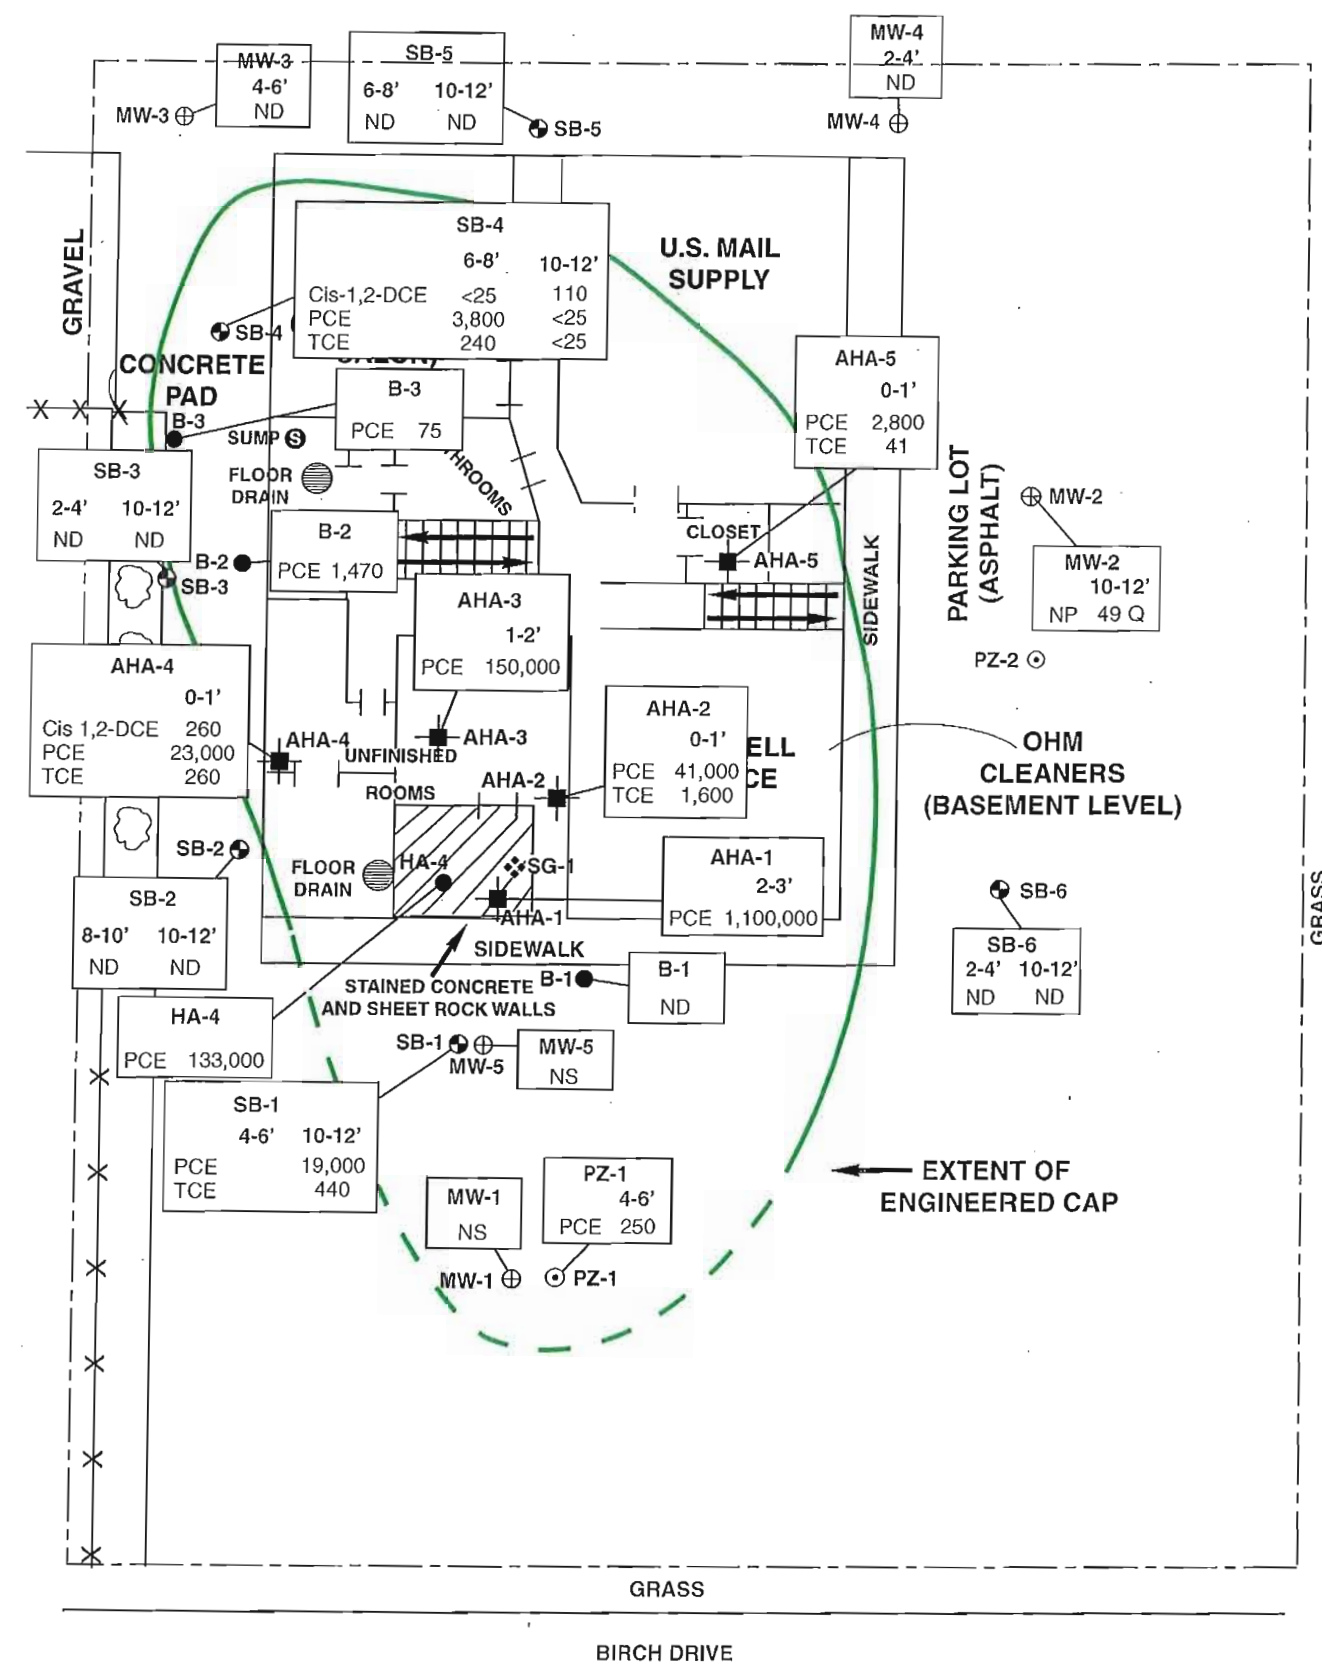 MW-3
4-6'
ND
MW-3
SB-5
6-8' 10-12'
ND ND
SB-5
MW-4
2-4'
ND
MW-4
GRAVEL
SB-4
6-8' 10-12'
Cis-1,2-DCE <25 110
PCE 3,800 <25
TCE 240 <25
SB-4
U.S. MAIL
SUPPLY
CONCRETE
PAD
AHA-5
0-1'
PCE 2,800
TCE 41
B-3
PCE 75
B-3
SUMP S
FLOOR
DRAIN
SB-3
2-4' 10-12'
ND ND
SB-3
B-2
PCE 1,470
B-2
CLOSET
AHA-5
SIDEWALK
PARKING LOT
(ASPHALT)
MW-2
MW-2
10-12'
NP 49 Q
PZ-2
AHA-3
1-2'
PCE 150,000
AHA-3
AHA-4
0-1'
Cis 1,2-DCE 260
PCE 23,000
TCE 260
AHA-4
UNFINISHED
ROOMS
AHA-2
0-1'
PCE 41,000
TCE 1,600
AHA-2
ELL
CE
OHM
CLEANERS
(BASEMENT LEVEL)
SB-2
FLOOR
DRAIN
HA-4
SG-1
AHA-1
AHA-1
2-3'
PCE 1,100,000
SB-2
8-10' 10-12'
ND ND
SB-6
SB-6
2-4' 10-12'
ND ND
GRASS
SIDEWALK
STAINED CONCRETE
AND SHEET ROCK WALLS
B-1
B-1
ND
HA-4
PCE 133,000
SB-1
MW-5
MW-5
NS
SB-1
4-6' 10-12'
PCE 19,000
TCE 440
MW-1
NS
MW-1
PZ-1
4-6'
PCE 250
PZ-1
EXTENT OF
ENGINEERED CAP
GRASS
BIRCH DRIVE